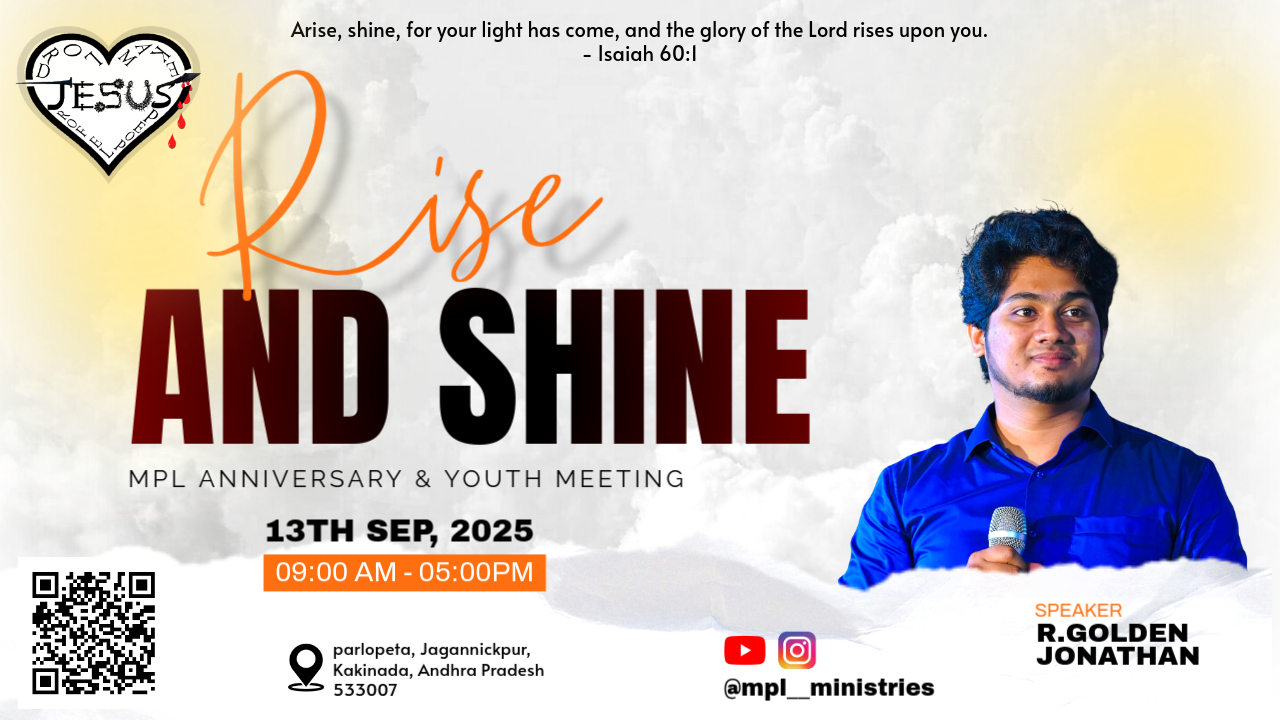 Arise, shine, for your light has come, and the glory of the Lord rises upon you.
- Isaiah 60:1
JESUS
Rise
AND SHINE
MPL ANNIVERSARY & YOUTH MEETING
13TH SEP, 2025
09:00 AM - 05:00PM
parlopeta, Jagannickpur,
Kakinada, Andhra Pradesh
533007
@mpl__ministries
SPEAKER
R.GOLDEN
JONATHAN